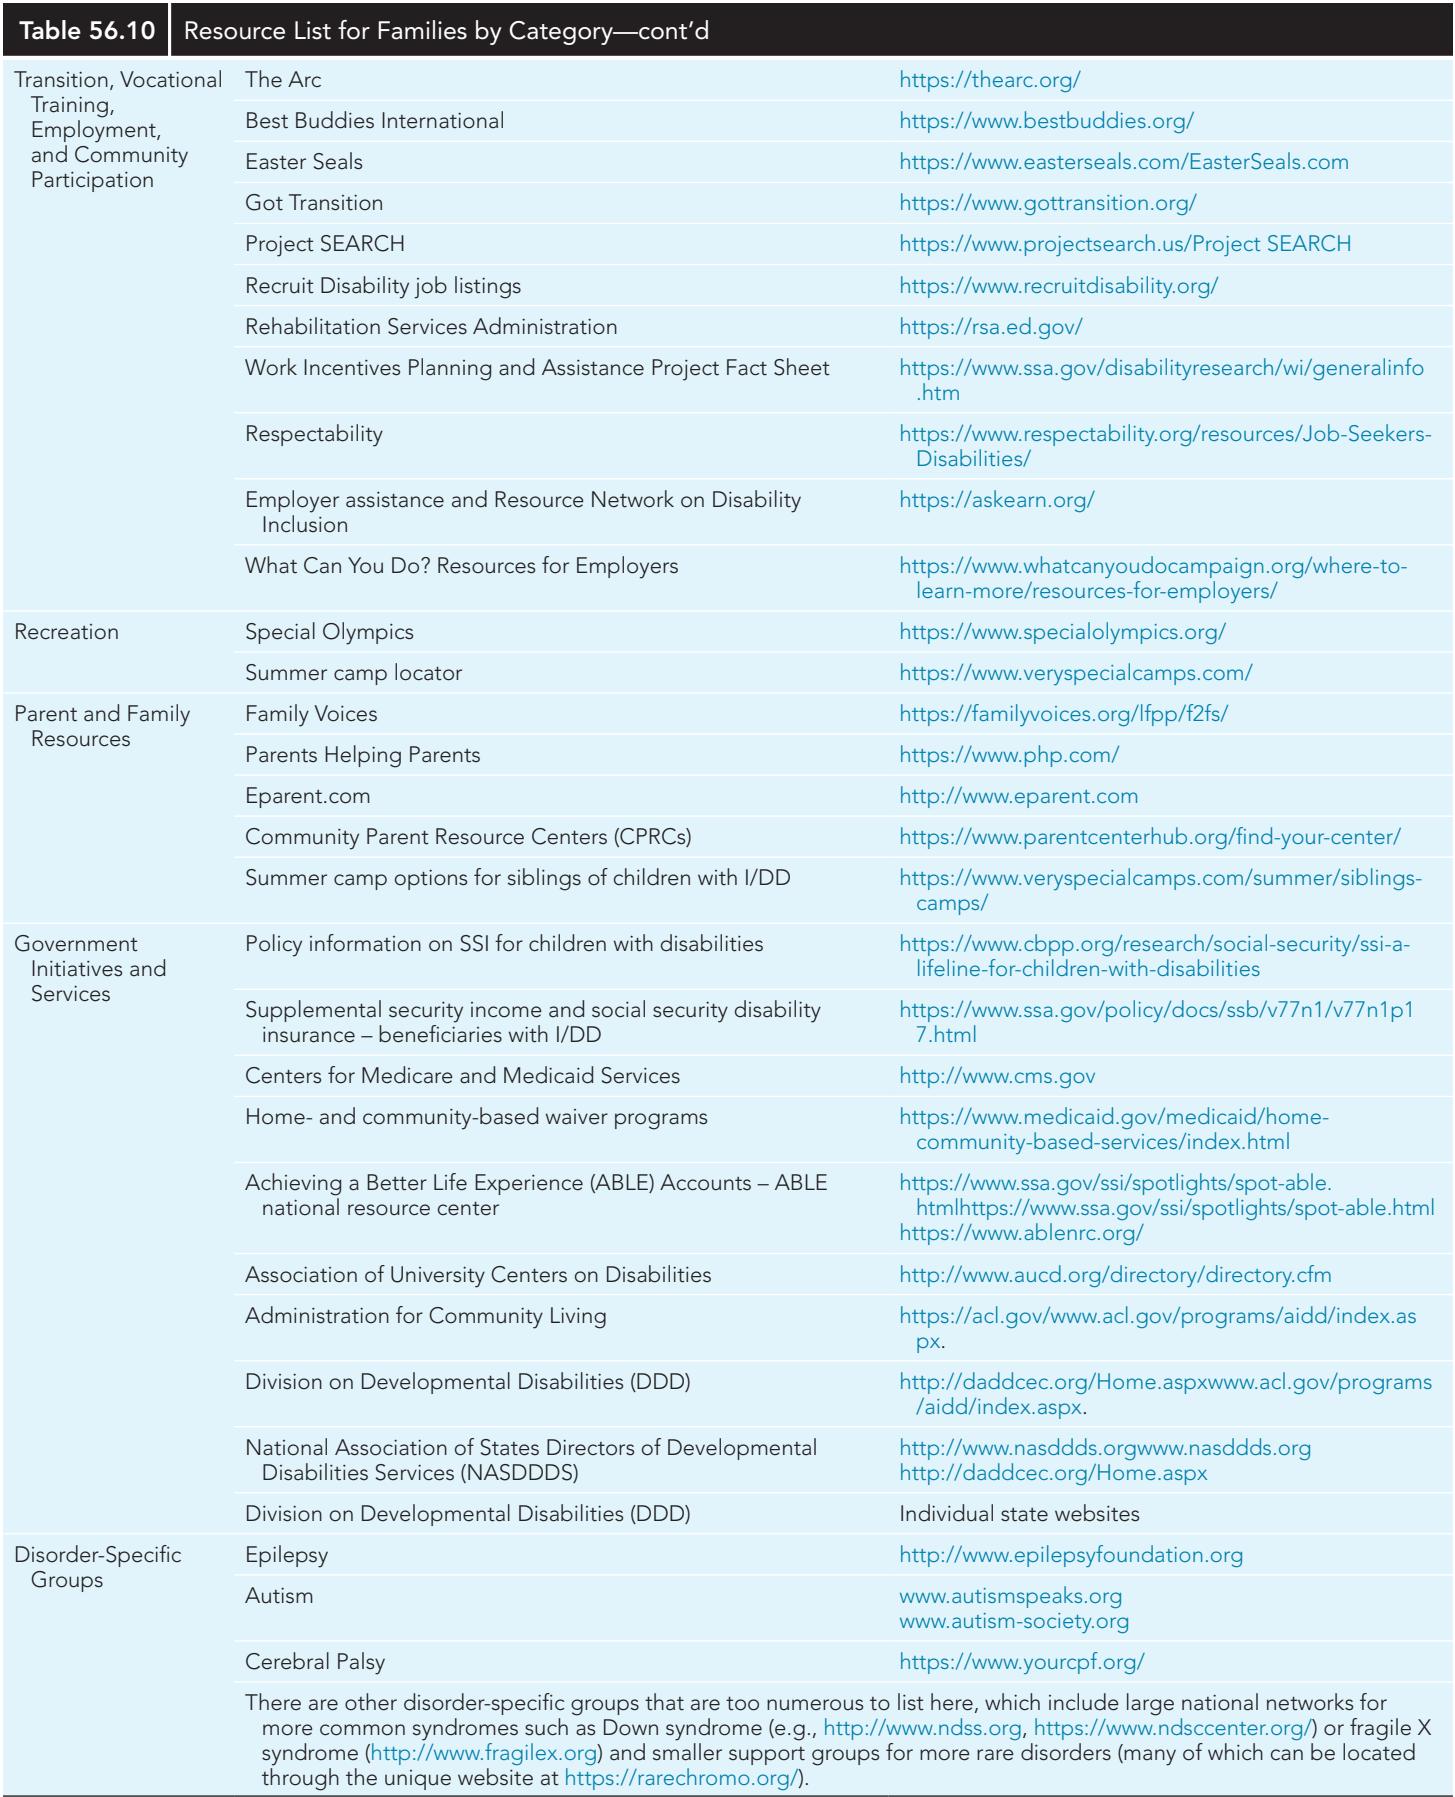 Table 56.10 Resource List for Families by Category—cont'd
Transition, Vocational Training, Employment, and Community Participation
The Arc https://thearc.org/
Best Buddies International https://www.bestbuddies.org/
Easter Seals https://www.easterseals.com/EasterSeals.com
Got Transition https://www.gottransition.org/
Project SEARCH https://www.projectsearch.us/Project SEARCH
Recruit Disability job listings https://www.recruitdisability.org/
Rehabilitation Services Administration https://rsa.ed.gov/
Work Incentives Planning and Assistance Project Fact Sheet https://www.ssa.gov/disabilityresearch/wi/generalinfo
.htm
Respectability https://www.respectability.org/resources/Job-Seekers-
Disabilities/
Employer assistance and Resource Network on Disability https://askearn.org/
Inclusion
What Can You Do? Resources for Employers https://www.whatcanyoudocampaign.org/where-to-
learn-more/resources-for-employers/
Recreation Special Olympics https://www.specialolympics.org/
Summer camp locator https://www.veryspecialcamps.com/
Parent and Family Resources
Family Voices https://familyvoices.org/lfpp/f2fs/
Parents Helping Parents https://www.php.com/
Eparent.com http://www.eparent.com
Community Parent Resource Centers (CPRCs) https://www.parentcenterhub.org/find-your-center/
Summer camp options for siblings of children with I/DD https://www.veryspecialcamps.com/summer/siblings-
camps/
Government Initiatives and Services
Policy information on SSI for children with disabilities https://www.cbpp.org/research/social-security/ssi-a-
lifeline-for-children-with-disabilities
Supplemental security income and social security disability https://www.ssa.gov/policy/docs/ssb/v77n1/v77n1p1
insurance – beneficiaries with I/DD 7.html
Centers for Medicare and Medicaid Services http://www.cms.gov
Home- and community-based waiver programs https://www.medicaid.gov/medicaid/home-
community-based-services/index.html
Achieving a Better Life Experience (ABLE) Accounts – ABLE https://www.ssa.gov/ssi/spotlights/spot-able.
national resource center htmlhttps://www.ssa.gov/ssi/spotlights/spot-able.html
https://www.ablenrc.org/
Association of University Centers on Disabilities http://www.aucd.org/directory/directory.cfm
Administration for Community Living https://acl.gov/www.acl.gov/programs/aidd/index.as
px.
Division on Developmental Disabilities (DDD) http://daddcec.org/Home.aspxwww.acl.gov/programs
/aidd/index.aspx.
National Association of States Directors of Developmental http://www.nasddds.orgwww.nasddds.org
Disabilities Services (NASDDDS) http://daddcec.org/Home.aspx
Division on Developmental Disabilities (DDD) Individual state websites
Disorder-Specific Groups
Epilepsy http://www.epilepsyfoundation.org
Autism www.autismspeaks.org
www.autism-society.org
Cerebral Palsy https://www.yourcpf.org/
There are other disorder-specific groups that are too numerous to list here, which include large national networks for
more common syndromes such as Down syndrome (e.g., http://www.ndss.org, https://www.ndsccenter.org/) or fragile X
syndrome (http://www.fragilex.org) and smaller support groups for more rare disorders (many of which can be located
through the unique website at https://rarechromo.org/).